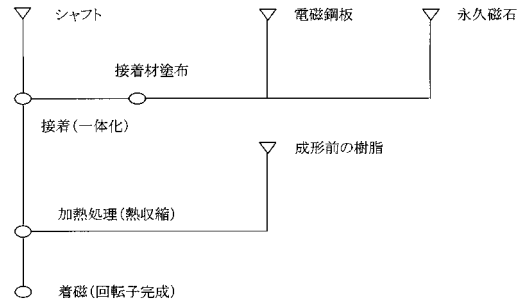 シャフト
電磁鋼板
永久磁石
接着材塗布
接着(一体化)
成形前の樹脂
加熱処理(熱収縮)
着磁(回転子完成)